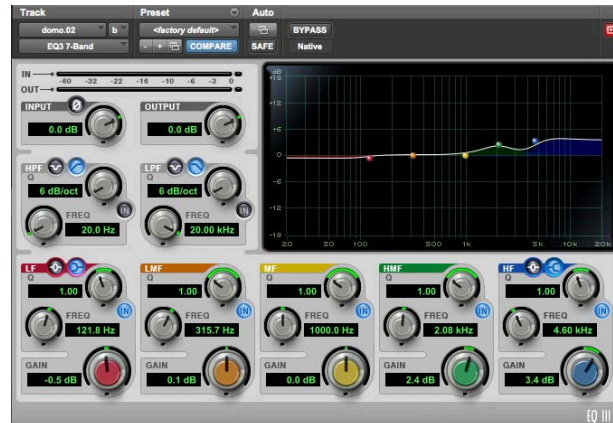 Track Preset Auto
domo.02 b <factory default> BYPASS
EQ3 7-Band - + COMPARE SAFE Native
IN -60 -32 -22 -16 -10 -6 -3 0
OUT
INPUT OUTPUT
0.0 dB 0.0 dB
HPF LPF
Q Q
6 dB/oct 6 dB/oct
FREQ IN FREQ IN
20.0 Hz 20.00 kHz
dB
+18
+12
+6
0
-6
-12
-18
20 50 100 500 1k 5k 10k 20k
LF LMF MF HMF HF
Q Q Q Q Q
1.00 1.00 1.00 1.00 1.00
IN IN IN IN IN
FREQ FREQ FREQ FREQ FREQ
121.8 Hz 315.7 Hz 1000.0 Hz 2.08 kHz 4.60 kHz
GAIN GAIN GAIN GAIN GAIN
-0.5 dB 0.1 dB 0.0 dB 2.4 dB 3.4 dB
EQ III